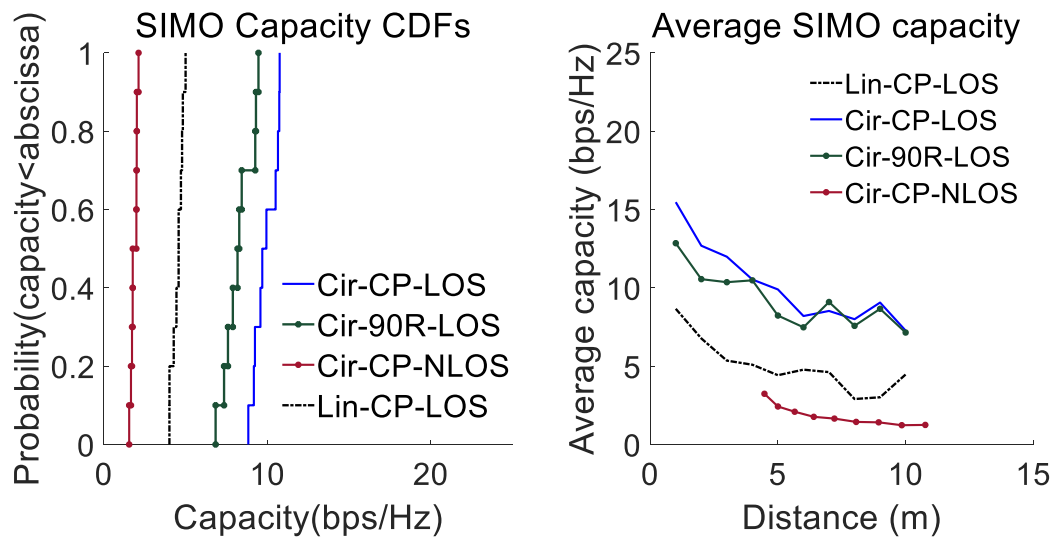 SIMO Capacity CDFs
Probability(capacity<abscissa)
1
0.8
0.6
0.4
0.2
0
0
10
20
Capacity(bps/Hz)
Cir-CP-LOS
Cir-90R-LOS
Cir-CP-NLOS
Lin-CP-LOS
Average SIMO capacity
Average capacity (bps/Hz)
25
20
15
10
5
0
0
5
10
15
Distance (m)
Lin-CP-LOS
Cir-CP-LOS
Cir-90R-LOS
Cir-CP-NLOS